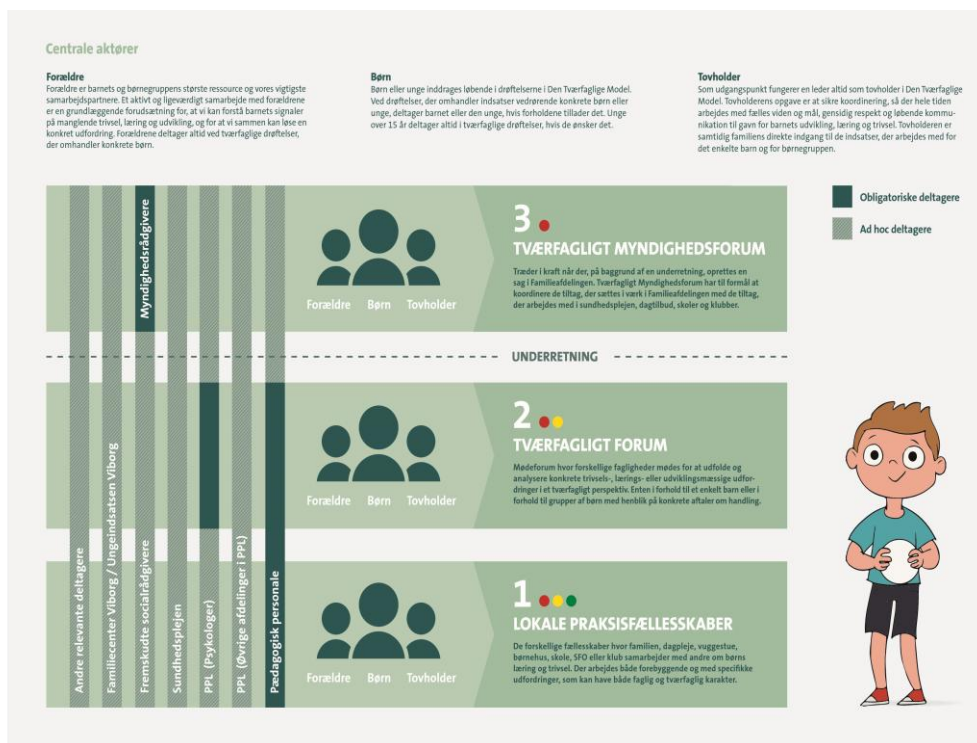 Centrale aktører
Forældre
Forældre er barnets og børnegruppens største ressource og vores vigtigste
samarbejdspartnere. Et aktivt og ligeværdigt samarbejde med forældrene
er en grundlæggende forudsætning for, at vi kan forstå barnets signaler
på manglende trivsel, læring og udvikling, og for at vi sammen kan løse en
konkret udfordring. Forældrene deltager altid ved tværfaglige drøftelser,
der omhandler konkrete børn.
Børn
Børn eller unge inddrages løbende i drøftelserne i Den Tværfaglige Model.
Ved drøftelser, der omhandler indsatser vedrørende konkrete børn eller
unge, deltager barnet eller den unge, hvis forholdene tillader det. Unge
over 15 år deltager altid i tværfaglige drøftelser, hvis de ønsker det.
Tovholder
Som udgangspunkt fungerer en leder altid som tovholder i Den Tværfaglige
Model. Tovholderens opgave er at sikre koordinering, så der hele tiden
arbejdes med fælles viden og mål, gensidig respekt og løbende kommu-
nikation til gavn for barnets udvikling, læring og trivsel. Tovholderen er
samtidig familiens direkte indgang til de indsatser, der arbejdes med for
det enkelte barn og for børnegruppen.
Obligatoriske deltagere
Ad hoc deltagere
Andre relevante deltagere
Familiecenter Viborg / Ungeindsatsen Viborg
Fremskudte socialrådgivere
Myndighedsrådgivere
Sundhedsplejen
PPL (Psykologer)
PPL (Øvrige afdelinger i PPL)
Pædagogisk personale
Forældre Børn Tovholder
3
TVÆRFAGLIGT MYNDIGHEDSFORUM
Træder i kraft når der, på baggrund af en underretning, oprettes en
sag i Familieafdelingen. Tværfagligt Myndighedsforum har til formål at
koordinere de tiltag, der sættes i værk i Familieafdelingen med de tiltag,
der arbejdes med i sundhedsplejen, dagtilbud, skoler og klubber.
UNDERRETNING
Forældre Børn Tovholder
2
TVÆRFAGLIGT FORUM
Mødeforum hvor forskellige fagligheder mødes for at udfolde og
analysere konkrete trivsels-, lærings- eller udviklingsmæssige udfor-
dringer i et tværfagligt perspektiv. Enten i forhold til et enkelt barn eller i
forhold til grupper af børn med henblik på konkrete aftaler om handling.
Forældre Børn Tovholder
1
LOKALE PRAKSISFÆLLESSKABER
De forskellige fællesskaber hvor familien, dagpleje, vuggestue,
børnehus, skole, SFO eller klub samarbejder med andre om børns
læring og trivsel. Der arbejdes både forebyggende og med specifikke
udfordringer, som kan have både faglig og tværfaglig karakter.